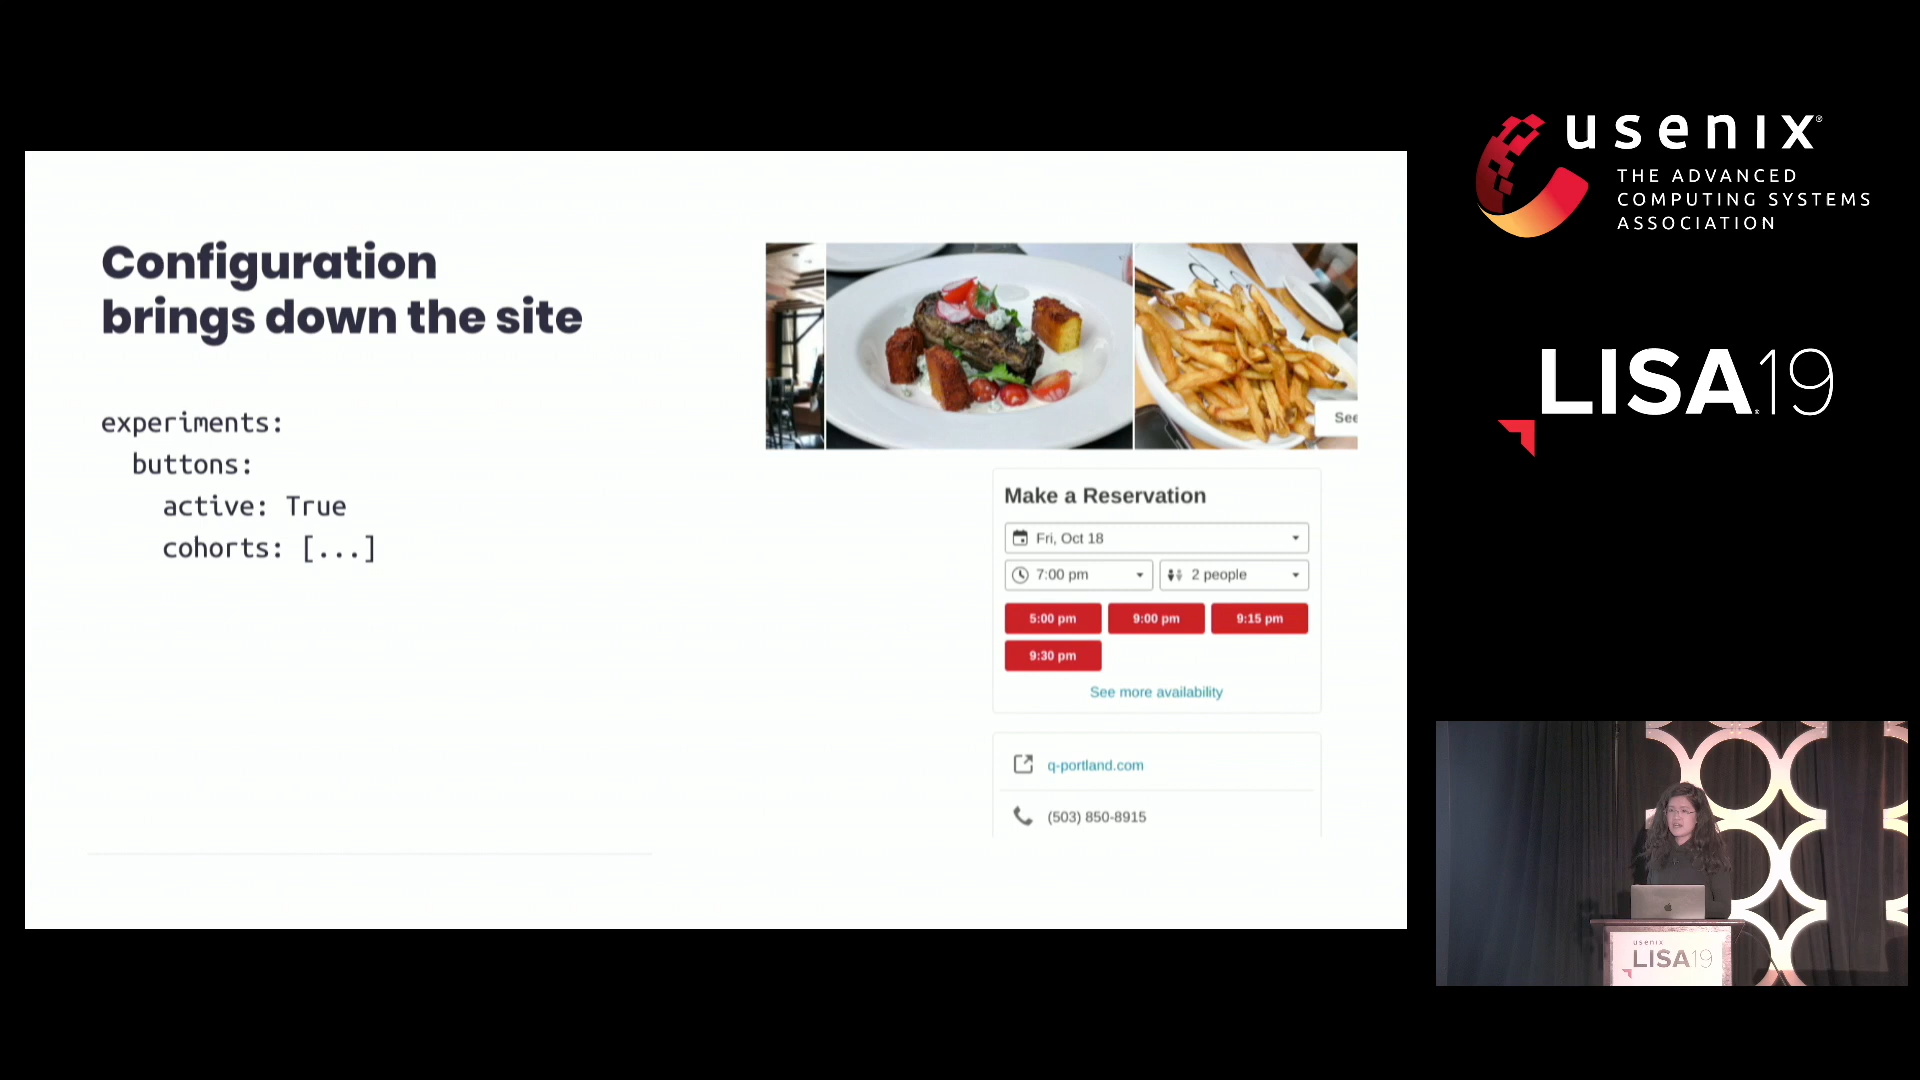 Configuration
brings down the site
experiments:
buttons:
active: True
cohorts: [...]
See
Make a Reservation
Fri, Oct 18
7:00 pm
2 people
5:00 pm
9:00 pm
9:15 pm
9:30 pm
See more availability
q-portland.com
(503) 850-8915
usenix®
THE ADVANCED
COMPUTING SYSTEMS
ASSOCIATION
LISA19
usenix
LISA19